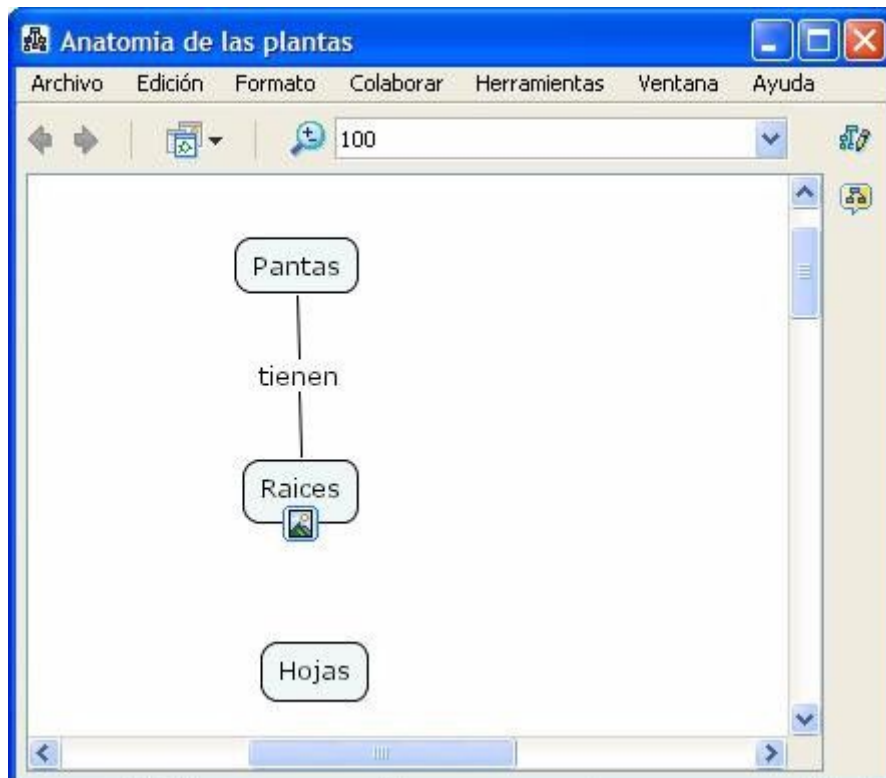 Anatomia de las plantas
Archivo Edición Formato Colaborar Herramientas Ventana Ayuda
100
Pantas
tienen
Raices
Hojas